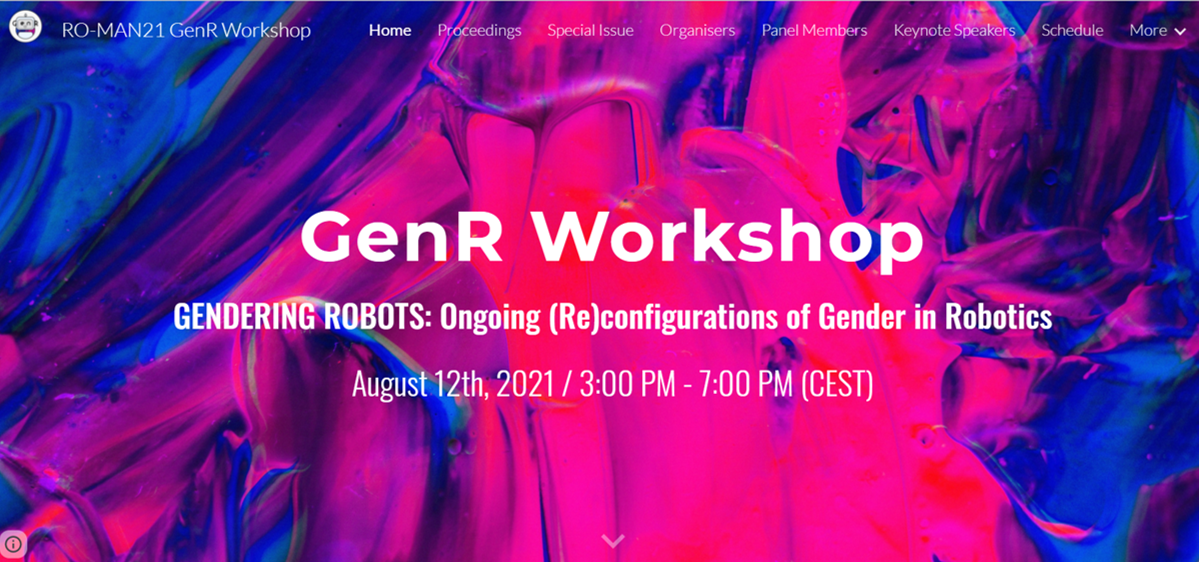 RO-MAN21 GenR Workshop Home Proceedings Special Issue Organisers Panel Members Keynote Speakers Schedule More
GenR Workshop
GENDERING ROBOTS: Ongoing (Re)configurations of Gender in Robotics
August 12th, 2021 / 3:00 PM - 7:00 PM (CEST)